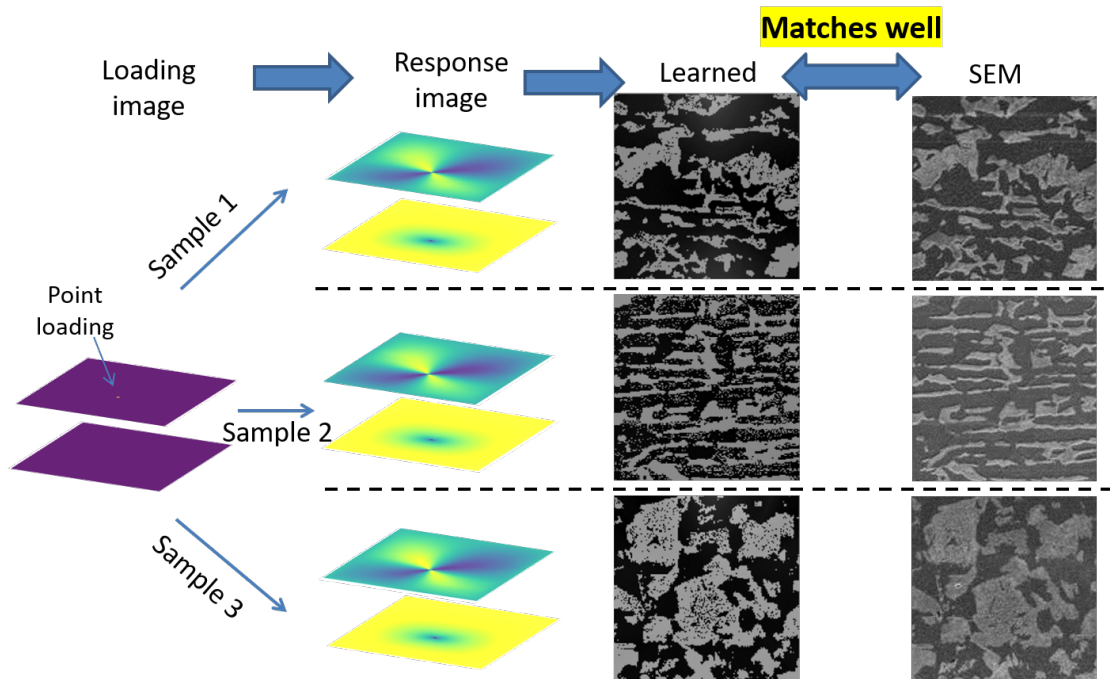 Matches well
Loading
image
Response
image
Learned
SEM
Sample 1
Point
loading
Sample 2
Sample 3